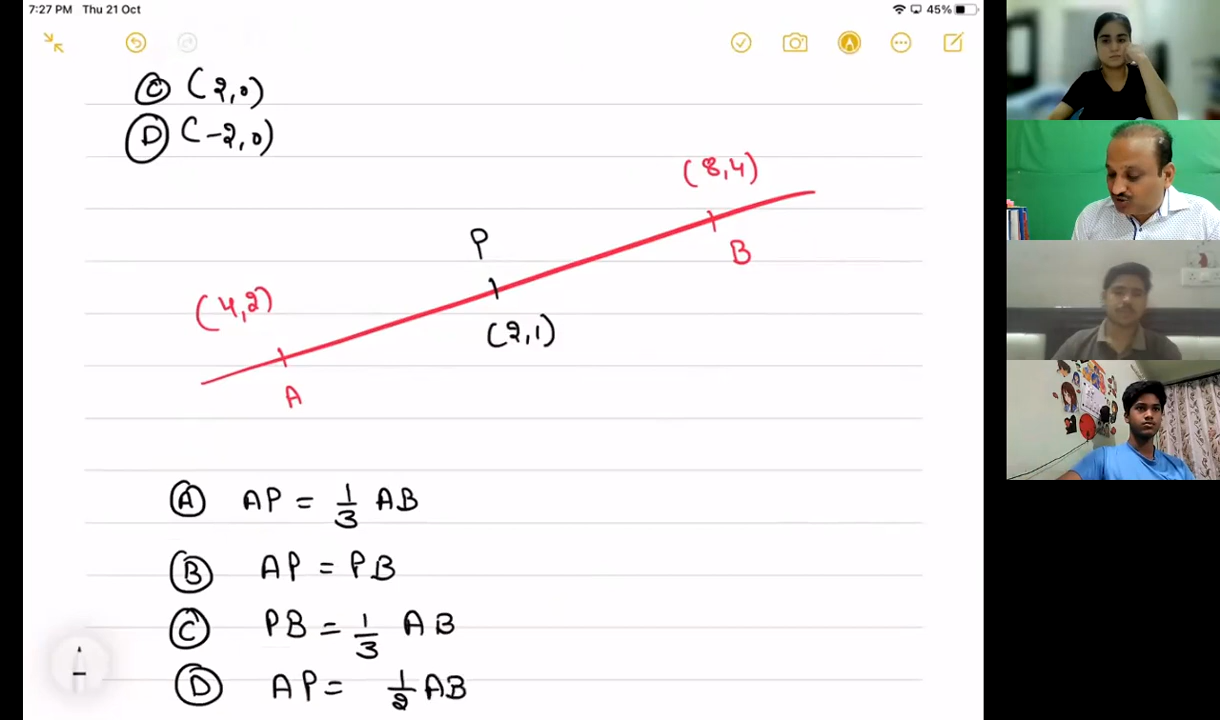 7:27 PM Thu 21 Oct
45%
C (2,0)
D (-2,0)
(8,4)
P
B
(4,2)
(2,1)
A
A AP = 1/3 AB
B AP = PB
C PB = 1/3 AB
D AP = 1/2 AB